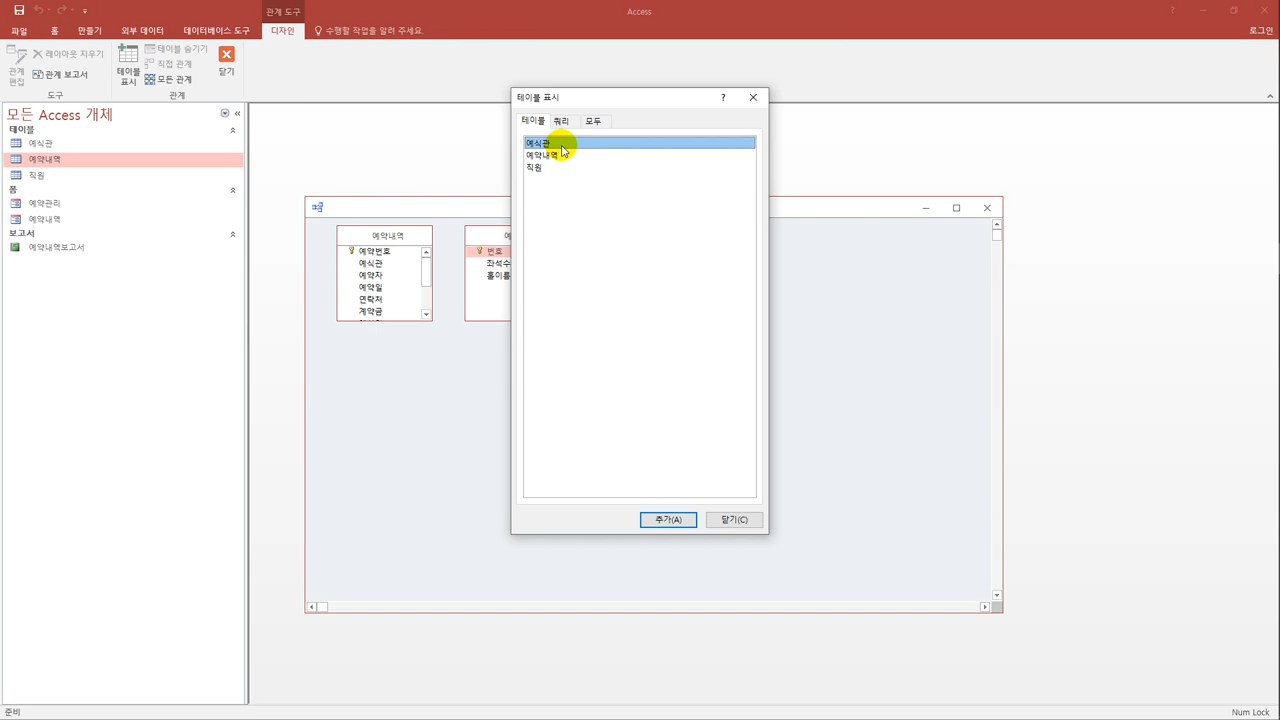 관계 도구
Access
파일
홈
만들기
외부 데이터
데이터베이스 도구
디자인
수행할 작업을 알려 주세요.
로그인
관계
편집
레이아웃 지우기
관계 보고서
도구
테이블
표시
테이블 숨기기
직접 관계
모든 관계
닫기
관계
모든 Access 개체
테이블
예식관
예약내역
직원
폼
예약관리
예약내역
보고서
예약내역보고서
예약내역
예약번호
예식관
예약자
예약일
연락처
계약금
번호
좌석수
홀이름
테이블 표시
?
테이블
쿼리
모두
예식관
예약내역
직원
추가(A)
닫기(C)
준비
Num Lock